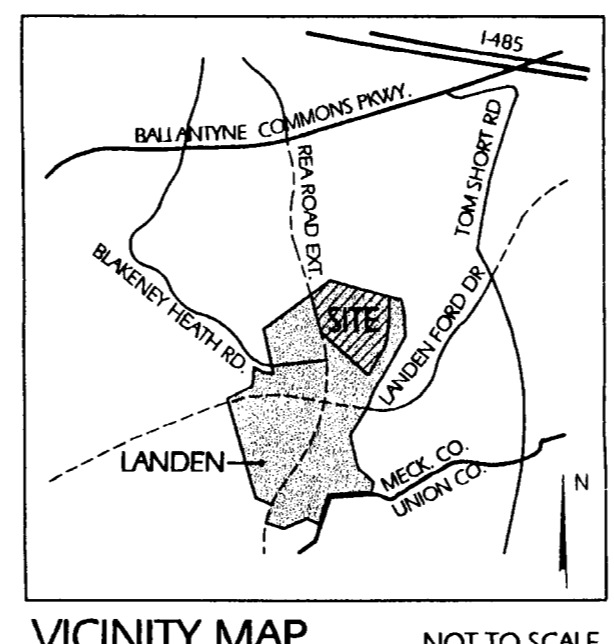 I-485
BALLANTYNE COMMONS PKWY.
REA ROAD EXT.
TOM SHORT RD
BLAKENEY HEATH RD.
SITE
LANDEN FORD DR
LANDEN
MECK. CO.
UNION CO.
N
VICINITY MAP
NOT TO SCALE